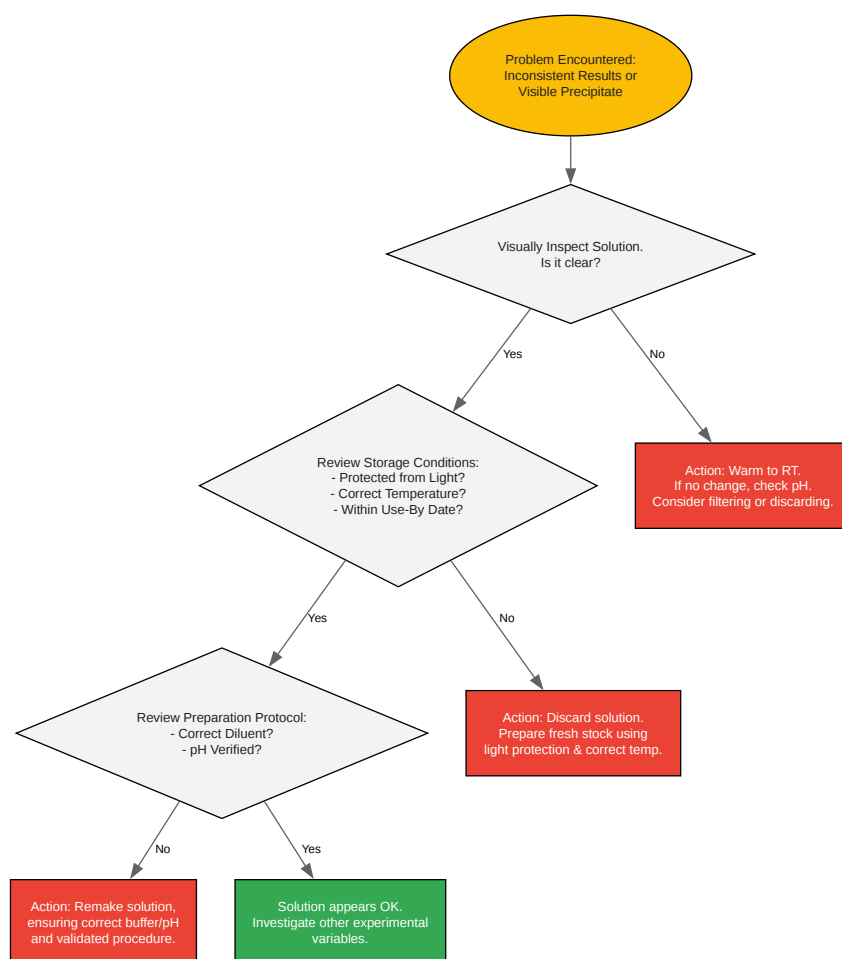 Problem Encountered:
Inconsistent Results or
Visible Precipitate
Visually Inspect Solution.
Is it clear?
Yes
No
Review Storage Conditions:
- Protected from Light?
- Correct Temperature?
- Within Use-By Date?
Action: Warm to RT.
If no change, check pH.
Consider filtering or discarding.
Yes
No
Review Preparation Protocol:
- Correct Diluent?
- pH Verified?
Action: Discard solution.
Prepare fresh stock using
light protection & correct temp.
No
Yes
Action: Remake solution,
ensuring correct buffer/pH
and validated procedure.
Solution appears OK.
Investigate other experimental
variables.